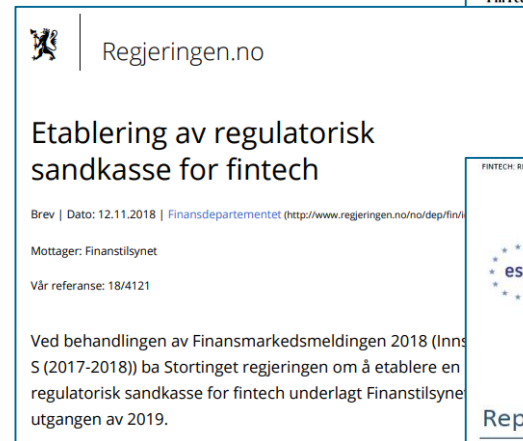 Regjeringen.no
Etablering av regulatorisk
sandkasse for fintech
Brev | Dato: 12.11.2018 | Finansdepartementet (http://www.regjeringen.no/no/dep/fin/
Mottager: Finanstilsynet
Vår referanse: 18/4121
Ved behandlingen av Finansmarkedsmeldingen 2018
S (2017-2018)) ba Stortinget regjeringen om å etablere en
regulatorisk sandkasse for fintech underlagt
utgangen av 2019.
FINTECH:
es
Rep